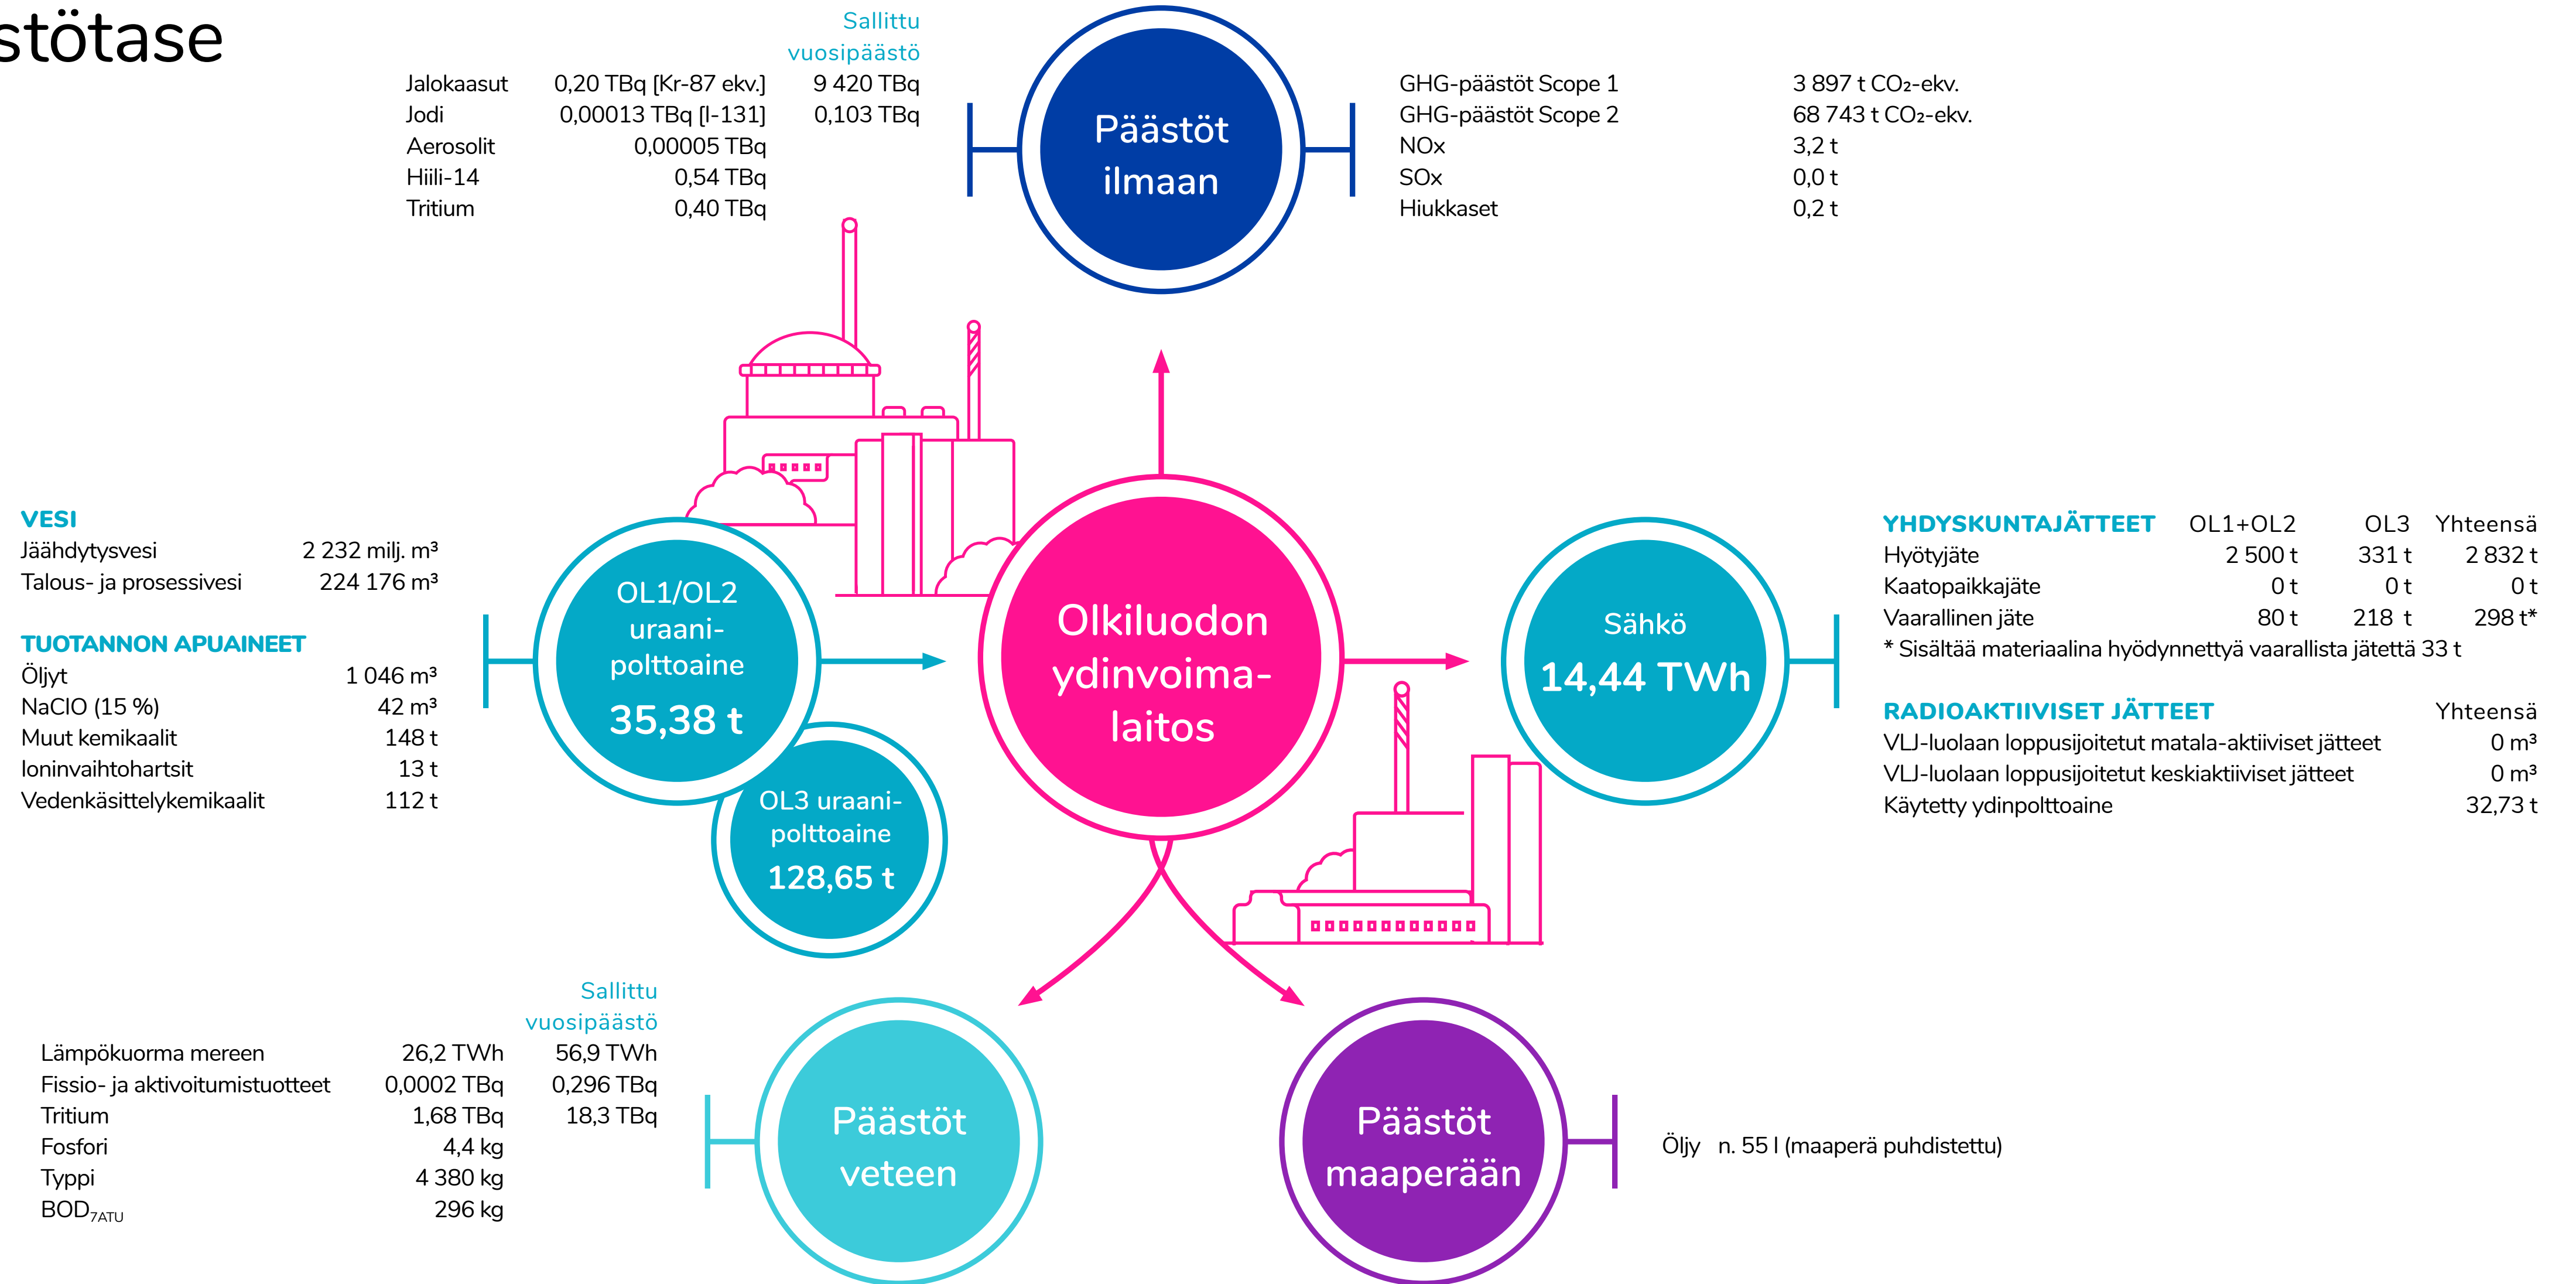 stötase
Sallittu
vuosipäästö
Jalokaasut 0,20 TBq [Kr-87 ekv.] 9 420 TBq
Jodi 0,00013 TBq [I-131] 0,103 TBq
Aerosolit 0,00005 TBq
Hiili-14 0,54 TBq
Tritium 0,40 TBq
Päästöt
ilmaan
GHG-päästöt Scope 1 3 897 t CO₂-ekv.
GHG-päästöt Scope 2 68 743 t CO₂-ekv.
NOx 3,2 t
SOx 0,0 t
Hiukkaset 0,2 t
VESI
Jäähdytysvesi 2 232 milj. m³
Talous- ja prosessivesi 224 176 m³
TUOTANNON APUAINEET
Öljyt 1 046 m³
NaClO (15 %) 42 m³
Muut kemikaalit 148 t
Ioninvaihtohartsit 13 t
Vedenkäsittelykemikaalit 112 t
OL1/OL2
uraani-
polttoaine
35,38 t
OL3 uraani-
polttoaine
128,65 t
Olkiluodon
ydinvoima-
laitos
Sähkö
14,44 TWh
YHDYSKUNTAJÄTTEET OL1+OL2 OL3 Yhteensä
Hyötyjäte 2 500 t 331 t 2 832 t
Kaatopaikkajäte 0 t 0 t 0 t
Vaarallinen jäte 80 t 218 t 298 t*
* Sisältää materiaalina hyödynnettyä vaarallista jätettä 33 t
RADIOAKTIIVISET JÄTTEET Yhteensä
VLJ-luolaan loppusijoitetut matala-aktiiviset jätteet 0 m³
VLJ-luolaan loppusijoitetut keskiaktiiviset jätteet 0 m³
Käytetty ydinpolttoaine 32,73 t
Sallittu
vuosipäästö
Lämpökuorma mereen 26,2 TWh 56,9 TWh
Fissio- ja aktivoitumistuotteet 0,0002 TBq 0,296 TBq
Tritium 1,68 TBq 18,3 TBq
Fosfori 4,4 kg
Typpi 4 380 kg
BOD7ATU 296 kg
Päästöt
veteen
Päästöt
maaperään
Öljy n. 55 l (maaperä puhdistettu)